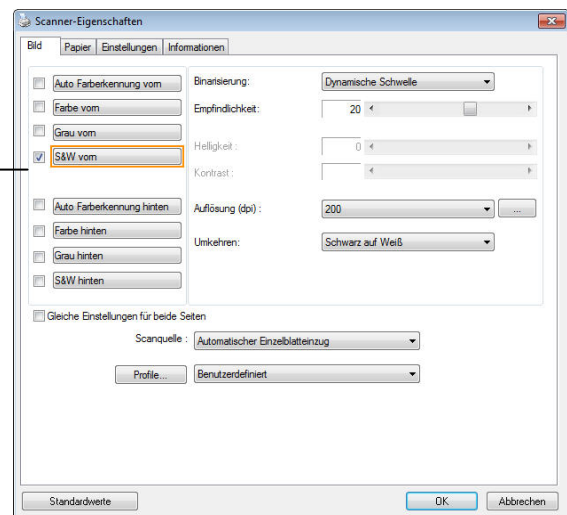 Scanner-Eigenschaften
Bild Papier Einstellungen Informationen
Auto Farberkennung vorn Binarisierung: Dynamische Schwelle
Farbe vorn Empfindlichkeit: 20
Grau vorn
S&W vorn Helligkeit : 0
Kontrast :
Auto Farberkennung hinten Auflösung (dpi) : 200 ...
Farbe hinten
Umkehren: Schwarz auf Weiß
Grau hinten
S&W hinten
Gleiche Einstellungen für beide Seiten
Scanquelle : Automatischer Einzelblatteinzug
Profile... Benutzerdefiniert
Standardwerte OK Abbrechen